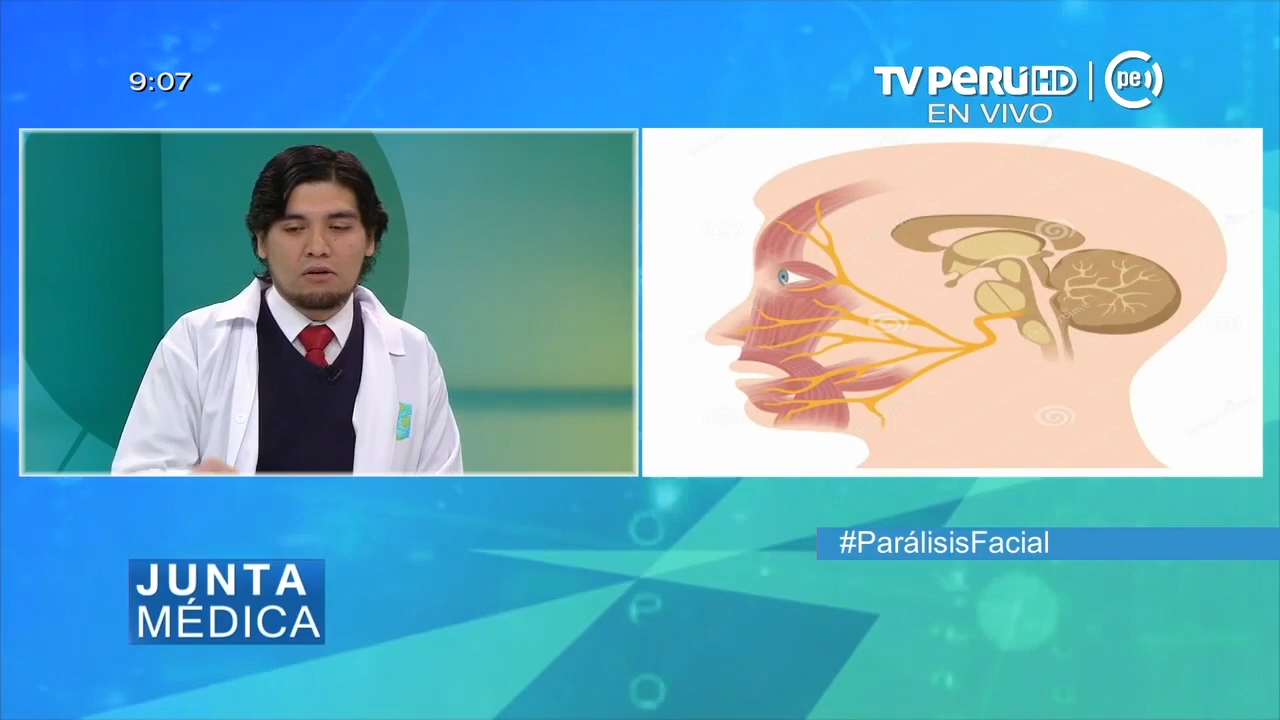 9:07
TV PERÚ HD | pe
EN VIVO
#ParálisisFacial
JUNTA
MÉDICA